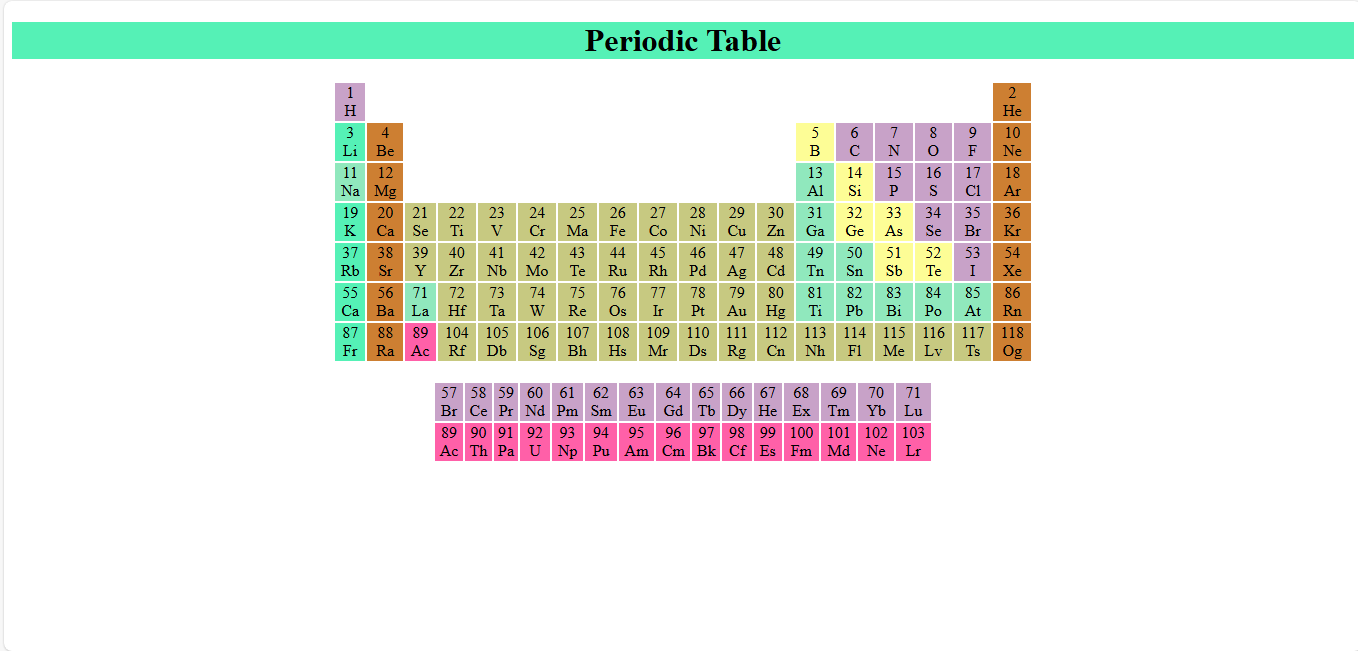 Periodic Table
1 2
H He
3 4 5 6 7 8 9 10
Li Be B C N O F Ne
11 12 13 14 15 16 17 18
Na Mg Al Si P S Cl Ar
19 20 21 22 23 24 25 26 27 28 29 30 31 32 33 34 35 36
K Ca Se Ti V Cr Ma Fe Co Ni Cu Zn Ga Ge As Se Br Kr
37 38 39 40 41 42 43 44 45 46 47 48 49 50 51 52 53 54
Rb Sr Y Zr Nb Mo Te Ru Rh Pd Ag Cd Tn Sn Sb Te I Xe
55 56 71 72 73 74 75 76 77 78 79 80 81 82 83 84 85 86
Ca Ba La Hf Ta W Re Os Ir Pt Au Hg Ti Pb Bi Po At Rn
87 88 89 104 105 106 107 108 109 110 111 112 113 114 115 116 117 118
Fr Ra Ac Rf Db Sg Bh Hs Mr Ds Rg Cn Nh Fl Me Lv Ts Og
57 58 59 60 61 62 63 64 65 66 67 68 69 70 71
Br Ce Pr Nd Pm Sm Eu Gd Tb Dy He Ex Tm Yb Lu
89 90 91 92 93 94 95 96 97 98 99 100 101 102 103
Ac Th Pa U Np Pu Am Cm Bk Cf Es Fm Md Ne Lr